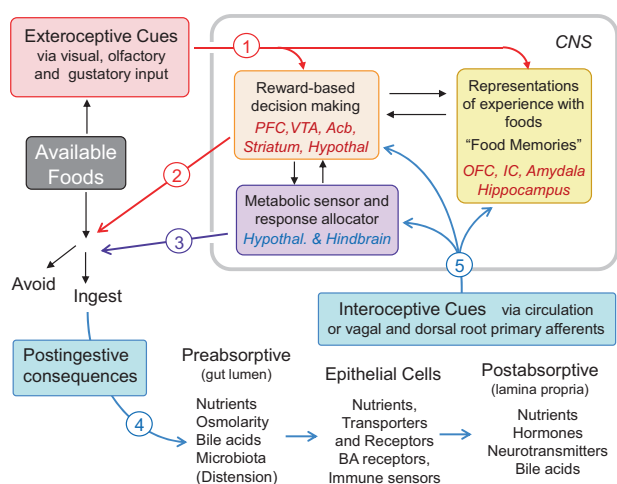 Exteroceptive Cues
via visual, olfactory
and gustatory input
1
CNS
Reward-based
decision making
PFC,VTA, Acb,
Striatum, Hypothal
Representations
of experience with
foods
“Food Memories”
OFC, IC, Amydala
Hippocampus
Available
Foods
2
Metabolic sensor and
response allocator
Hypothal. & Hindbrain
3
Avoid
Ingest
5
Interoceptive Cues via circulation
or vagal and dorsal root primary afferents
Postingestive
consequences
4
Preabsorptive
(gut lumen)
Nutrients
Osmolarity
Bile acids
Microbiota
(Distension)
Epithelial Cells
Nutrients,
Transporters
and Receptors
BA receptors,
Immune sensors
Postabsorptive
(lamina propria)
Nutrients
Hormones
Neurotransmitters
Bile acids